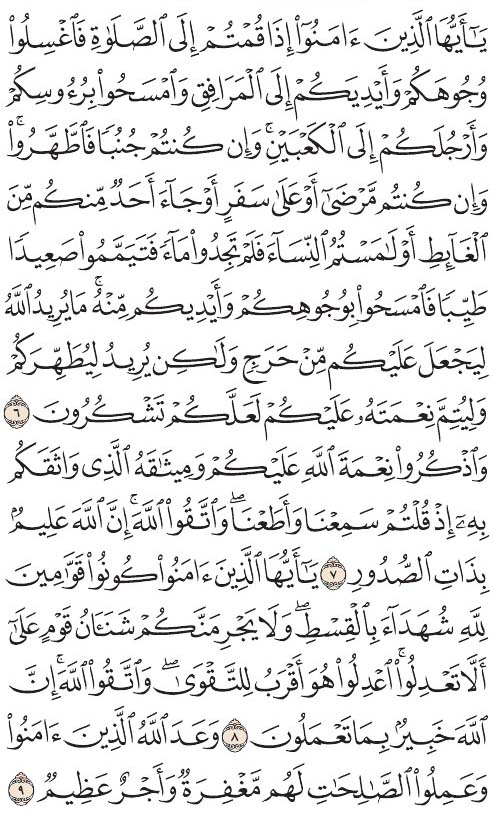 يَٰٓأَيُّهَا ٱلَّذِينَ ءَامَنُوٓا۟ إِذَا قُمْتُمْ إِلَى ٱلصَّلَوٰةِ فَٱغْسِلُوا۟
وُجُوهَكُمْ وَأَيْدِيَكُمْ إِلَى ٱلْمَرَافِقِ وَٱمْسَحُوا۟ بِرُءُوسِكُمْ
وَأَرْجُلَكُمْ إِلَى ٱلْكَعْبَيْنِ ۚ وَإِن كُنتُمْ جُنُبًا فَٱطَّهَّرُوا۟ ۚ
وَإِن كُنتُم مَّرْضَىٰٓ أَوْ عَلَىٰ سَفَرٍ أَوْ جَآءَ أَحَدٌ مِّنكُم مِّنَ
ٱلْغَآئِطِ أَوْ لَٰمَسْتُمُ ٱلنِّسَآءَ فَلَمْ تَجِدُوا۟ مَآءً فَتَيَمَّمُوا۟ صَعِيدًا
طَيِّبًا فَٱمْسَحُوا۟ بِوُجُوهِكُمْ وَأَيْدِيكُم مِّنْهُ ۚ مَا يُرِيدُ ٱللَّهُ
لِيَجْعَلَ عَلَيْكُم مِّنْ حَرَجٍ وَلَٰكِن يُرِيدُ لِيُطَهِّرَكُمْ
وَلِيُتِمَّ نِعْمَتَهُۥ عَلَيْكُمْ لَعَلَّكُمْ تَشْكُرُونَ ٦
وَٱذْكُرُوا۟ نِعْمَةَ ٱللَّهِ عَلَيْكُمْ وَمِيثَٰقَهُ ٱلَّذِى وَاثَقَكُم
بِهِۦٓ إِذْ قُلْتُمْ سَمِعْنَا وَأَطَعْنَا ۖ وَٱتَّقُوا۟ ٱللَّهَ ۚ إِنَّ ٱللَّهَ عَلِيمٌۢ
بِذَاتِ ٱلصُّدُورِ ٧ يَٰٓأَيُّهَا ٱلَّذِينَ ءَامَنُوا۟ كُونُوا۟ قَوَّٰمِينَ
لِلَّهِ شُهَدَآءَ بِٱلْقِسْطِ ۖ وَلَا يَجْرِمَنَّكُمْ شَنَـَٔانُ قَوْمٍ عَلَىٰٓ
أَلَّا تَعْدِلُوا۟ ۚ ٱعْدِلُوا۟ هُوَ أَقْرَبُ لِلتَّقْوَىٰ ۖ وَٱتَّقُوا۟ ٱللَّهَ ۚ إِنَّ
ٱللَّهَ خَبِيرٌۢ بِمَا تَعْمَلُونَ ٨ وَعَدَ ٱللَّهُ ٱلَّذِينَ ءَامَنُوا۟
وَعَمِلُوا۟ ٱلصَّٰلِحَٰتِ لَهُم مَّغْفِرَةٌ وَأَجْرٌ عَظِيمٌ ٩